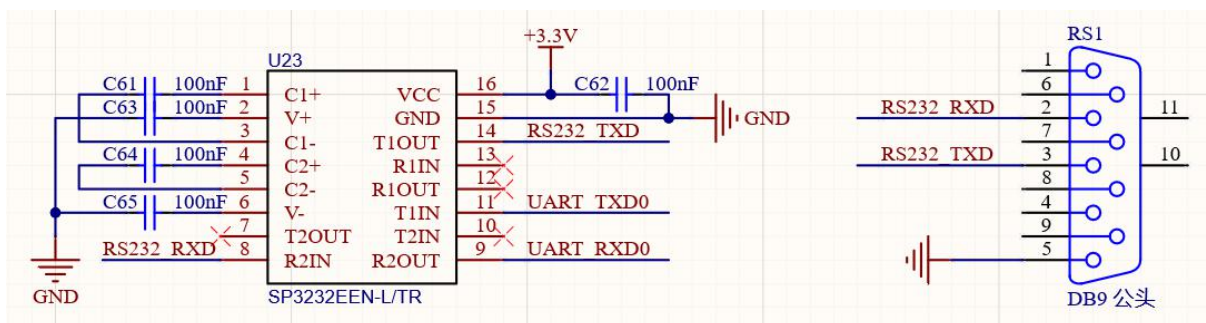 +3.3V
RS1
U23
C61 100nF 1 C1+ VCC 16 C62 100nF
C63 100nF 2 V+ GND 15 GND
3 C1- T1OUT 14 RS232_TXD
C64 100nF 4 C2+ R1IN 13
5 C2- R1OUT 12
C65 100nF 6 V- T1IN 11 UART_TXD0
7 T2OUT T2IN 10
RS232_RXD 8 R2IN R2OUT 9 UART_RXD0
GND
SP3232EEN-L/TR
1
6
RS232_RXD 2 11
7
RS232_TXD 3 10
8
4
9
5
DB9 公头